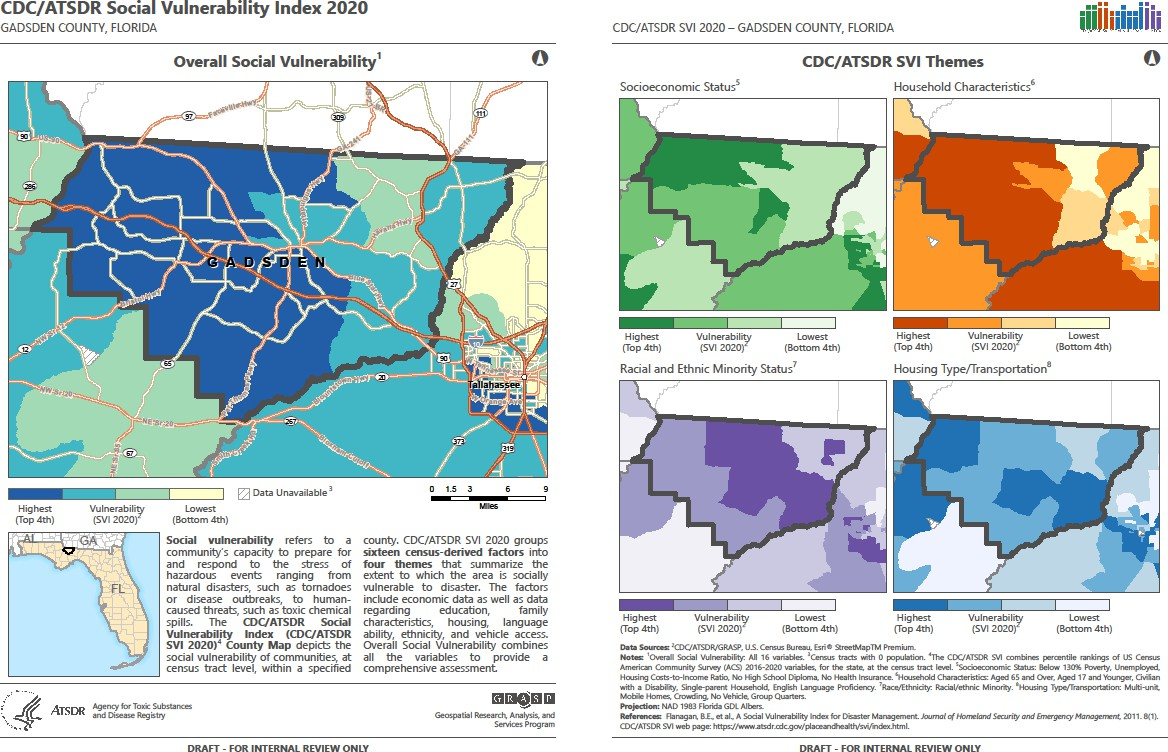 CDC/ATSDR Social Vulnerability Index 2020
GADSDEN COUNTY, FLORIDA
Overall Social Vulnerability1
97
309
111
90
286
GADSDEN
27
12
65
90
20
Tallahassee
267
67
373
319
Highest
(Top 4th)
Vulnerability
(SVI 2020)2
Lowest
(Bottom 4th)
Data Unavailable 3
0 1.5 3 6 9
Miles
AL
GA
FL
Social vulnerability refers to a
community's capacity to prepare for
and respond to the stress of
hazardous events ranging from
natural disasters, such as tornadoes
or disease outbreaks, to human-
caused threats, such as toxic chemical
spills. The CDC/ATSDR Social
Vulnerability Index (CDC/ATSDR
SVI 2020)4 County Map depicts the
social vulnerability of communities, at
census tract level, within a specified
county. CDC/ATSDR SVI 2020 groups
sixteen census-derived factors into
four themes that summarize the
extent to which the area is socially
vulnerable to disaster. The factors
include economic data as well as data
regarding education, family
characteristics, housing, language
ability, ethnicity, and vehicle access.
Overall Social Vulnerability combines
all the variables to provide a
comprehensive assessment.
ATSDR
Agency for Toxic Substances
and Disease Registry
GRASP
Geospatial Research, Analysis, and
Services Program
DRAFT - FOR INTERNAL REVIEW ONLY
CDC/ATSDR SVI 2020 – GADSDEN COUNTY, FLORIDA
CDC/ATSDR SVI Themes
Socioeconomic Status5
Highest
(Top 4th)
Vulnerability
(SVI 2020)2
Lowest
(Bottom 4th)
Household Characteristics6
Highest
(Top 4th)
Vulnerability
(SVI 2020)2
Lowest
(Bottom 4th)
Racial and Ethnic Minority Status7
Highest
(Top 4th)
Vulnerability
(SVI 2020)2
Lowest
(Bottom 4th)
Housing Type/Transportation8
Highest
(Top 4th)
Vulnerability
(SVI 2020)2
Lowest
(Bottom 4th)
Data Sources: 2CDC/ATSDR/GRASP, U.S. Census Bureau, Esri® StreetMapTM Premium.
Notes: 1Overall Social Vulnerability: All 16 variables. 3Census tracts with 0 population. 4The CDC/ATSDR SVI combines percentile rankings of US Census
American Community Survey (ACS) 2016-2020 variables, for the state, at the census tract level. 5Socioeconomic Status: Below 130% Poverty, Unemployed,
Housing Costs-to-Income Ratio, No High School Diploma, No Health Insurance. 6Household Characteristics: Aged 65 and Over, Aged 17 and Younger, Civilian
with a Disability, Single-parent Household, English Language Proficiency. 7Race/Ethnicity: Racial/ethnic Minority. 8Housing Type/Transportation: Multi-unit,
Mobile Homes, Crowding, No Vehicle, Group Quarters.
Projection: NAD 1983 Florida GDL Albers.
References: Flanagan, B.E., et al., A Social Vulnerability Index for Disaster Management. Journal of Homeland Security and Emergency Management, 2011. 8(1).
CDC/ATSDR SVI web page: https://www.atsdr.cdc.gov/placeandhealth/svi/index.html.
DRAFT - FOR INTERNAL REVIEW ONLY